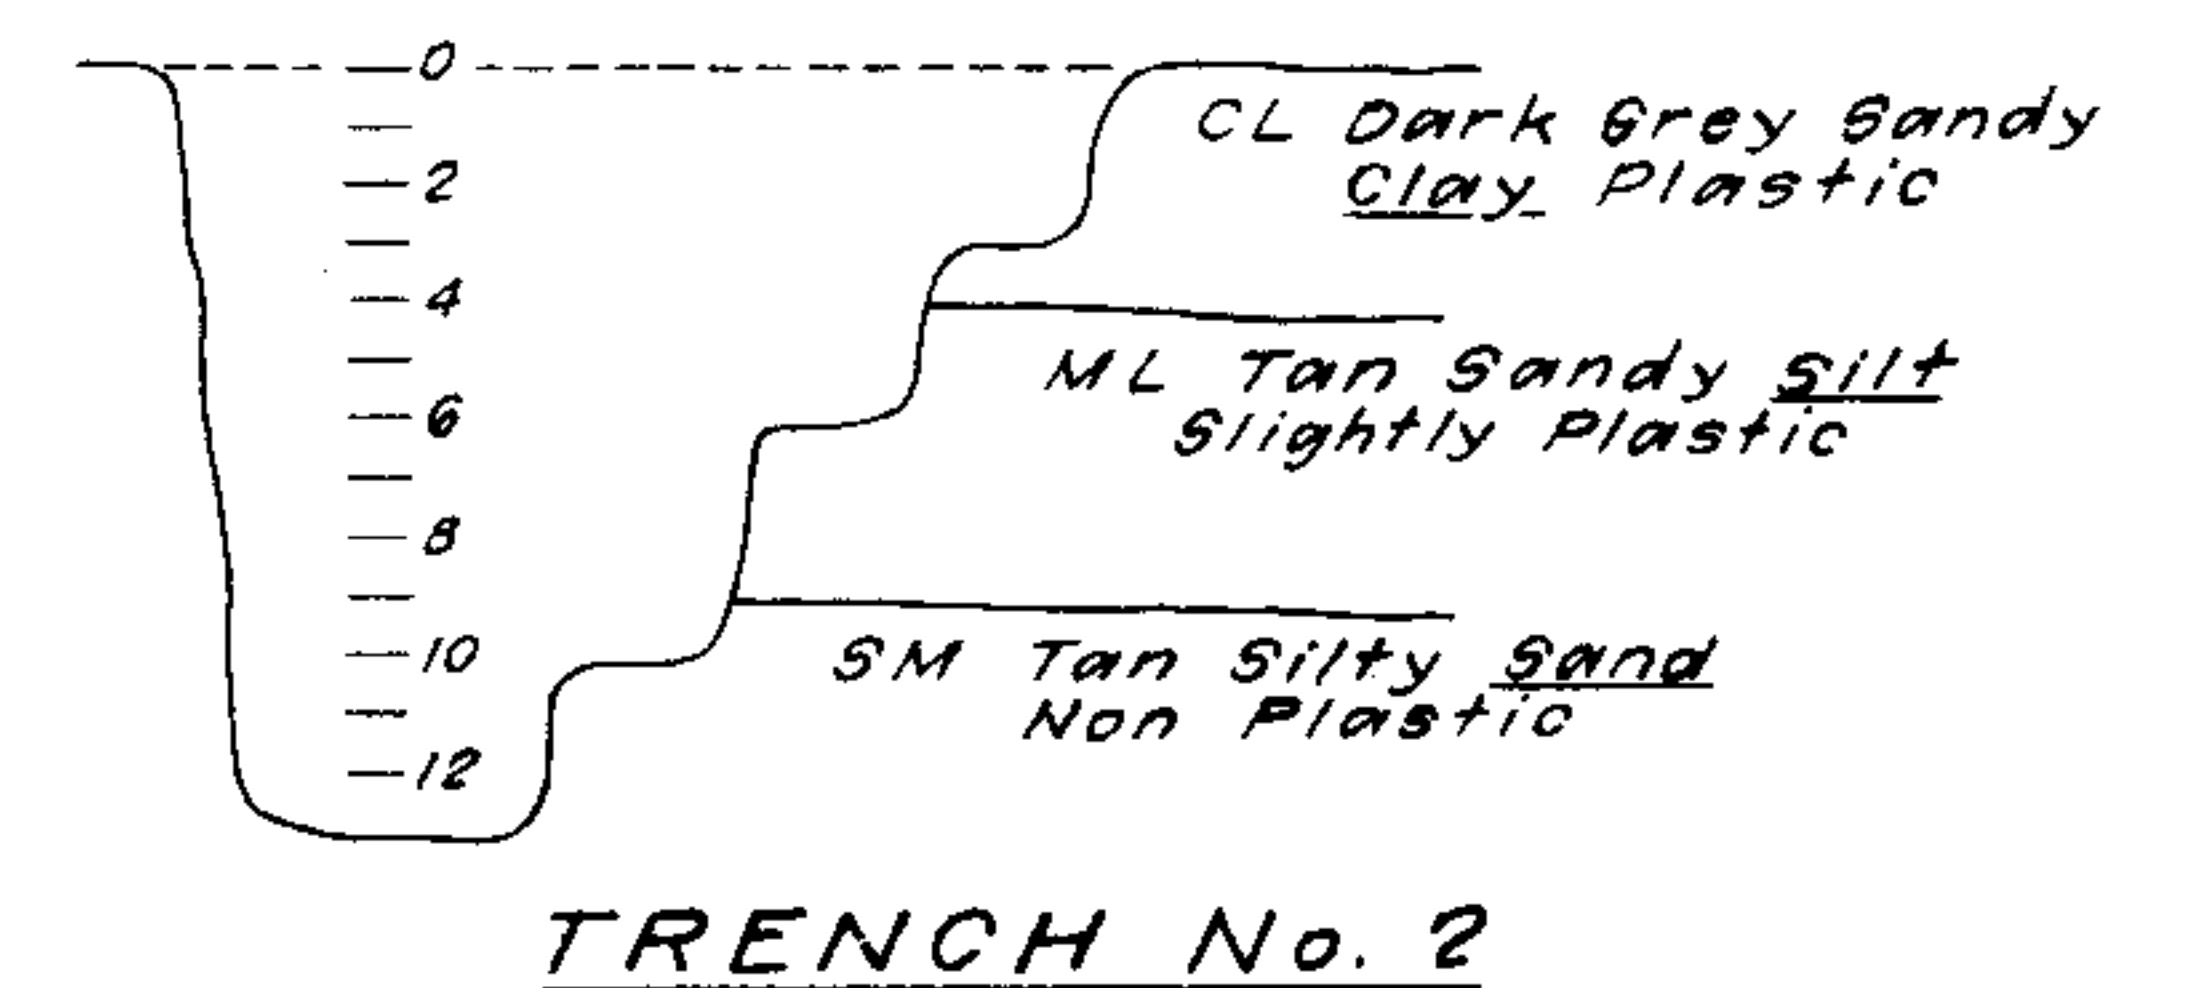 0
CL Dark Grey Sandy
Clay Plastic
2
4
ML Tan Sandy Silt
Slightly Plastic
6
8
10
SM Tan Silty Sand
Non Plastic
12
TRENCH No. 2